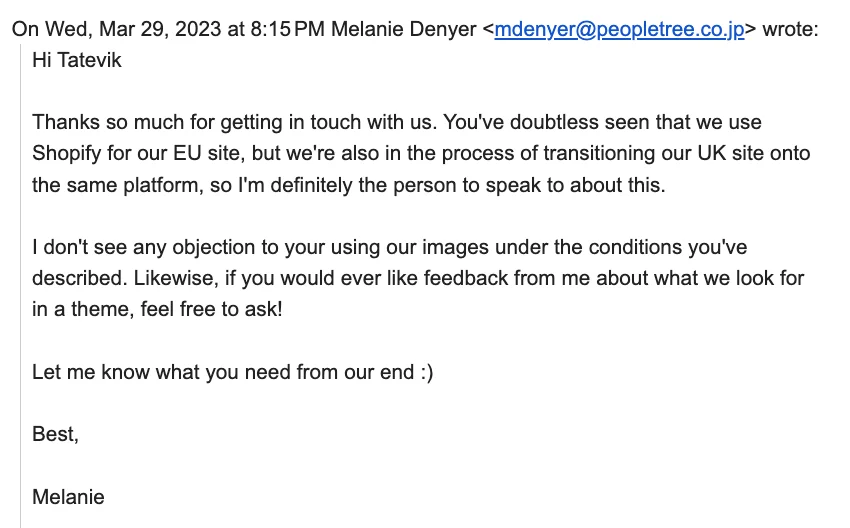 On Wed, Mar 29, 2023 at 8:15 PM Melanie Denyer <mdenyer@peopletree.co.jp> wrote:
Hi Tatevik
Thanks so much for getting in touch with us. You've doubtless seen that we use
Shopify for our EU site, but we're also in the process of transitioning our UK site onto
the same platform, so I'm definitely the person to speak to about this.
I don't see any objection to your using our images under the conditions you've
described. Likewise, if you would ever like feedback from me about what we look for
in a theme, feel free to ask!
Let me know what you need from our end :)
Best,
Melanie